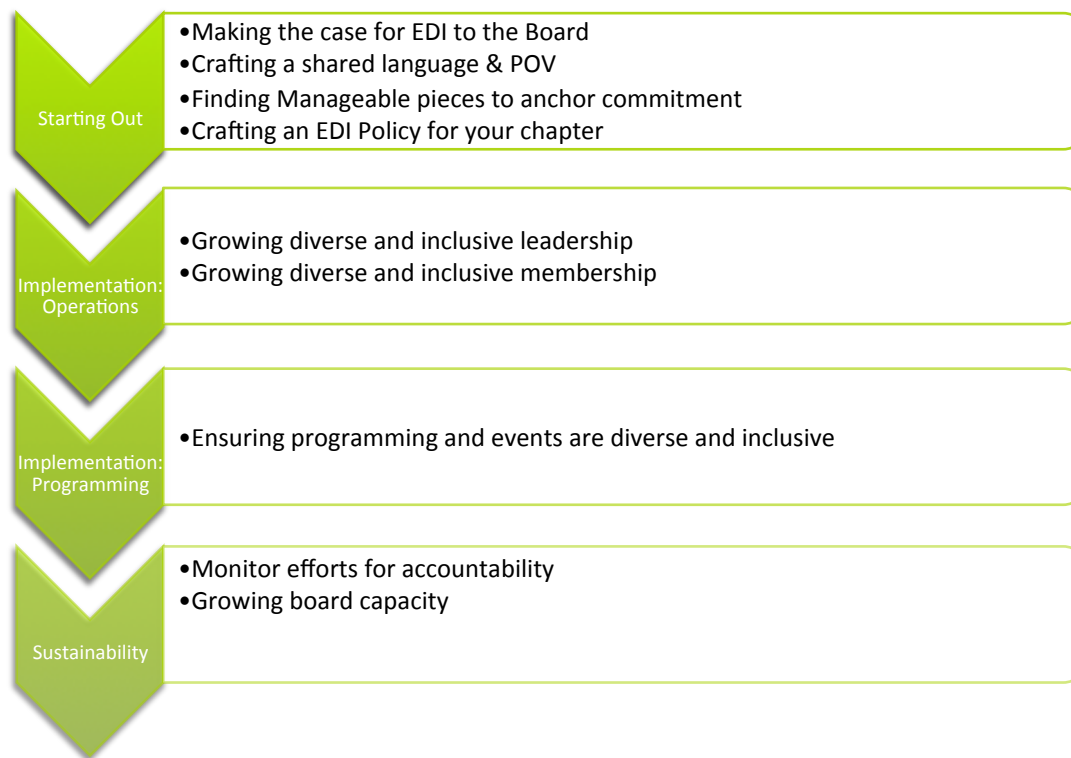 Starting Out
•Making the case for EDI to the Board
•Crafting a shared language & POV
•Finding Manageable pieces to anchor commitment
•Crafting an EDI Policy for your chapter
Implementation:
Operations
•Growing diverse and inclusive leadership
•Growing diverse and inclusive membership
Implementation:
Programming
•Ensuring programming and events are diverse and inclusive
Sustainability
•Monitor efforts for accountability
•Growing board capacity